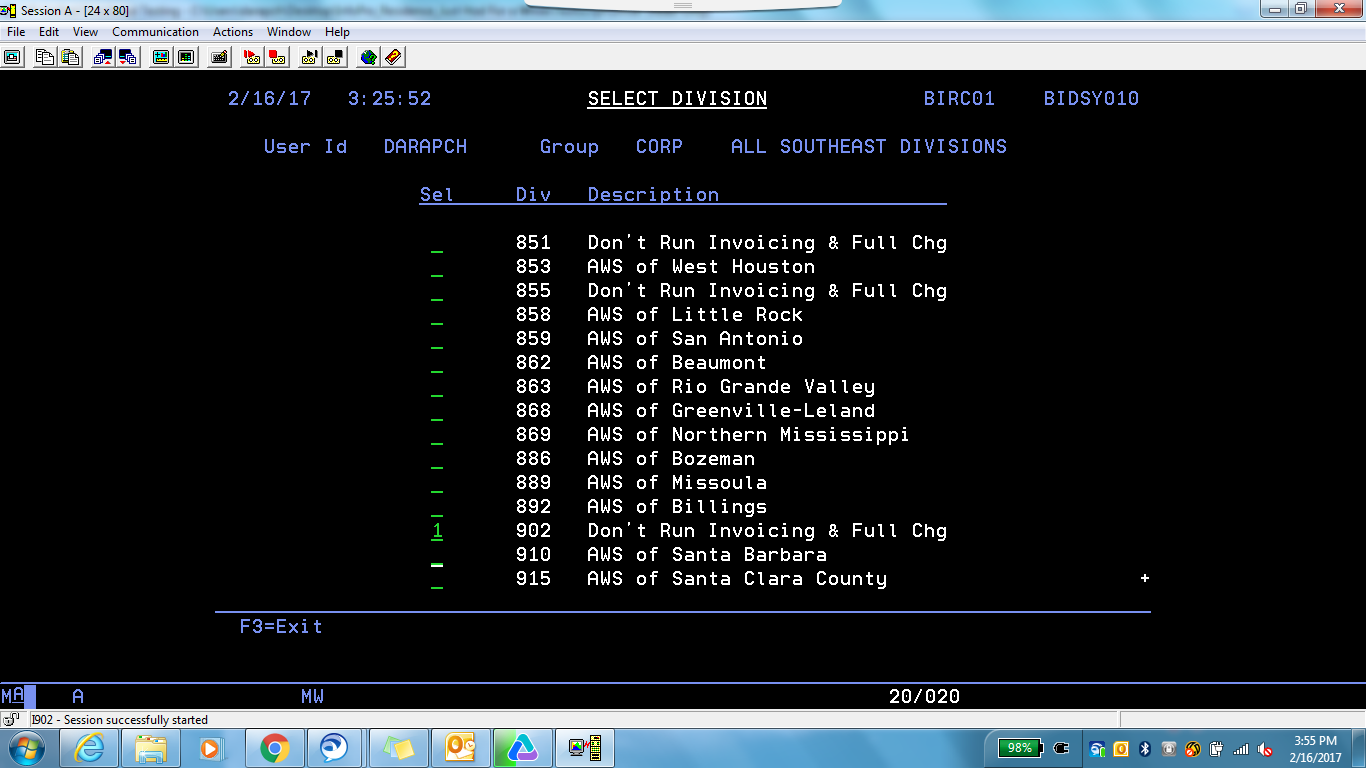 Session A - [24 x 80]
File Edit View Communication Actions Window Help
2/16/17 3:25:52 SELECT DIVISION BIRC01 BIDSY010
User Id DARAPCH Group CORP ALL SOUTHEAST DIVISIONS
Sel Div Description
_ 851 Don't Run Invoicing & Full Chg
_ 853 AWS of West Houston
_ 855 Don't Run Invoicing & Full Chg
_ 858 AWS of Little Rock
_ 859 AWS of San Antonio
_ 862 AWS of Beaumont
_ 863 AWS of Rio Grande Valley
_ 868 AWS of Greenville-Leland
_ 869 AWS of Northern Mississippi
_ 886 AWS of Bozeman
_ 889 AWS of Missoula
_ 892 AWS of Billings
1 902 Don't Run Invoicing & Full Chg
_ 910 AWS of Santa Barbara
_ 915 AWS of Santa Clara County +
F3=Exit
MA A MW 20/020
I902 - Session successfully started
98% 3:55 PM
2/16/2017